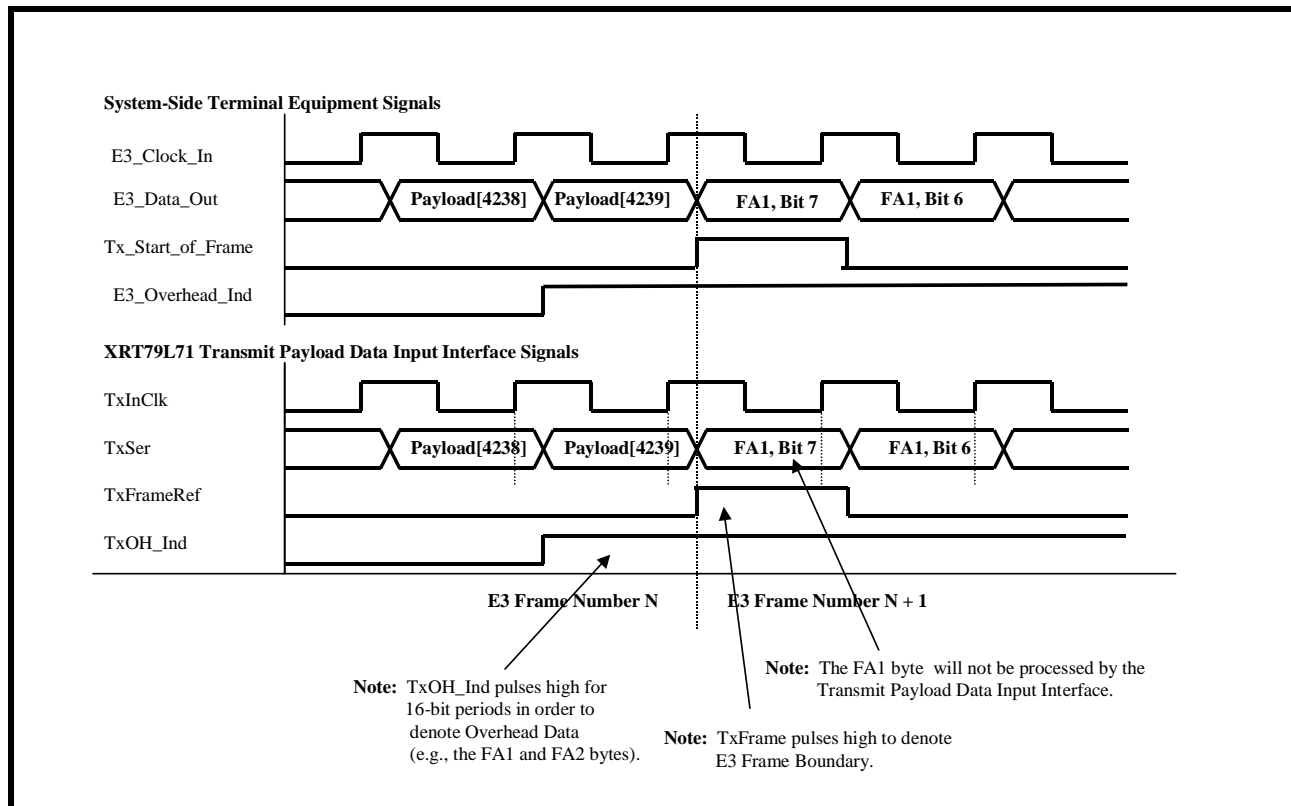 System-Side Terminal Equipment Signals
E3_Clock_In
E3_Data_Out
Payload[4238] Payload[4239] FA1, Bit 7 FA1, Bit 6
Tx_Start_of_Frame
E3_Overhead_Ind
XRT79L71 Transmit Payload Data Input Interface Signals
TxInClk
TxSer
Payload[4238] Payload[4239] FA1, Bit 7 FA1, Bit 6
TxFrameRef
TxOH_Ind
E3 Frame Number N E3 Frame Number N + 1
Note: The FA1 byte will not be processed by the
Transmit Payload Data Input Interface.
Note: TxOH_Ind pulses high for
16-bit periods in order to
denote Overhead Data
(e.g., the FA1 and FA2 bytes).
Note: TxFrame pulses high to denote
E3 Frame Boundary.